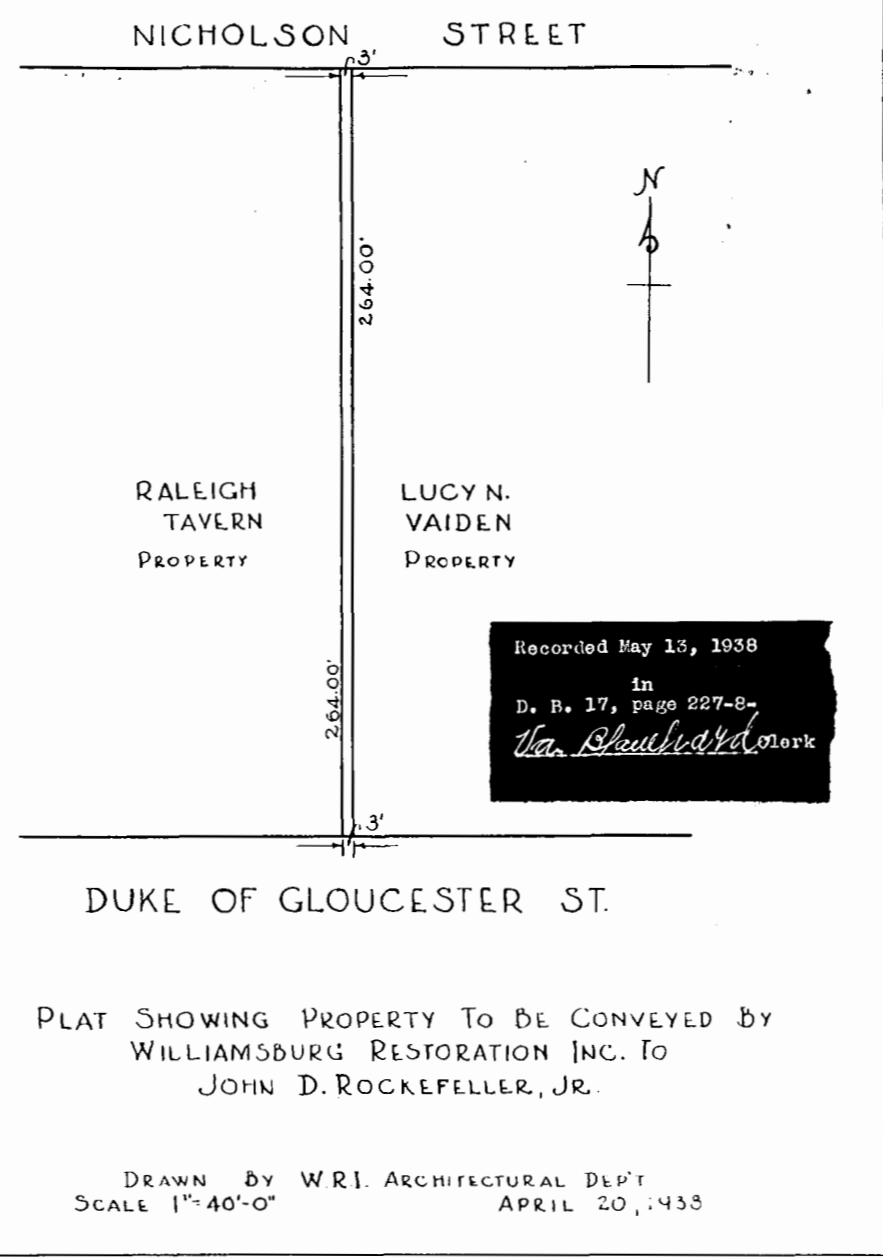 NICHOLSON STREET
3'
264.00'
N
RALEIGH
TAVERN
PROPERTY
LUCY N.
VAIDEN
PROPERTY
264.00'
Recorded May 13, 1938
in
D. B. 17, page 227-8-
Va. Blanchard Clerk
3'
DUKE OF GLOUCESTER ST.
PLAT SHOWING PROPERTY TO BE CONVEYED BY
WILLIAMSBURG RESTORATION INC. TO
JOHN D. ROCKEFELLER, JR.
DRAWN BY W.R.I. ARCHITECTURAL DEP'T
SCALE 1"=40'-0" APRIL 20, 1938